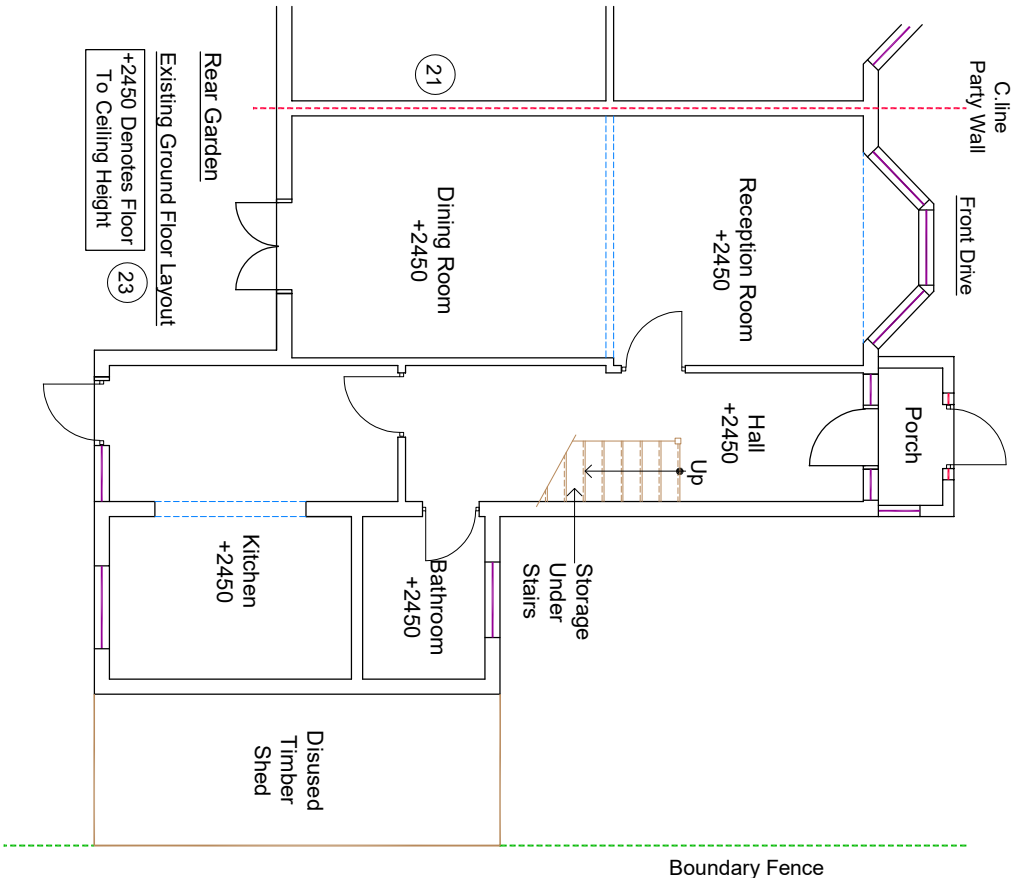 C.line
Party Wall
Front Drive
21
Rear Garden
Existing Ground Floor Layout
+2450 Denotes Floor
To Ceiling Height
23
Dining Room
+2450
Reception Room
+2450
Hall
+2450
Porch
Up
Storage
Under
Stairs
Kitchen
+2450
Bathroom
+2450
Disused
Timber
Shed
Boundary Fence